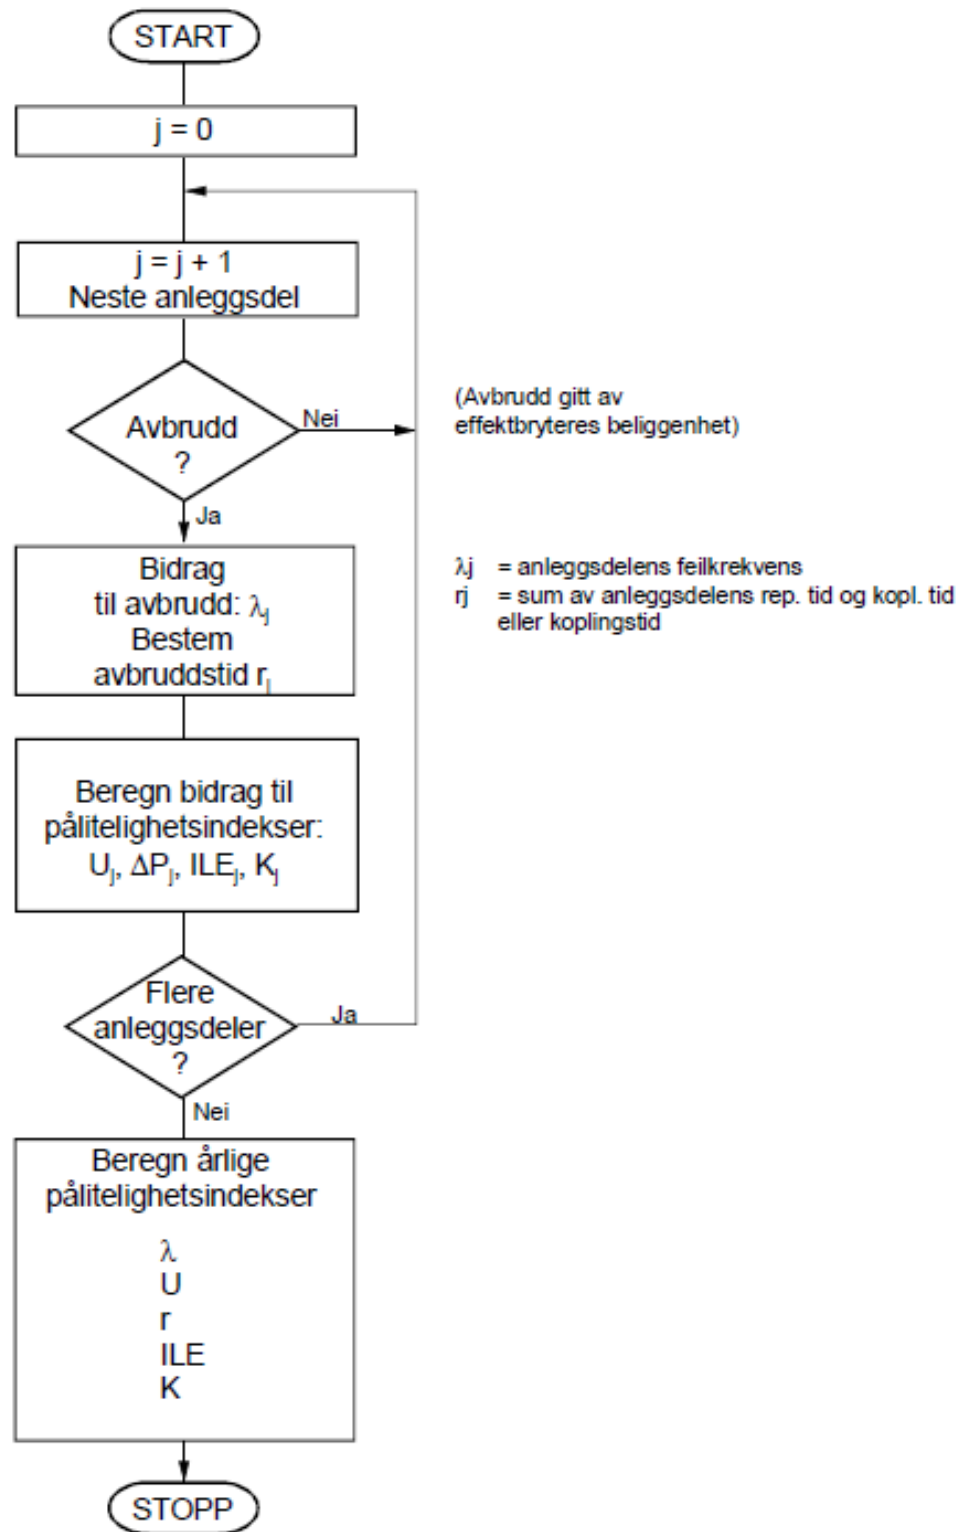 START
j = 0
j = j + 1
Neste anleggsdel
Avbrudd
?
Nei
(Avbrudd gitt av
effektbryteres beliggenhet)
Ja
Bidrag
til avbrudd: λj
Bestem
avbruddstid rj
λj = anleggsdelens feilkrekvens
rj = sum av anleggsdelens rep. tid og kopl. tid
eller koplingstid
Beregn bidrag til
pålitelighetsindekser:
Uj, ΔPj, ILEj, Kj
Flere
anleggsdeler
?
Ja
Nei
Beregn årlige
pålitelighetsindekser
λ
U
r
ILE
K
STOPP